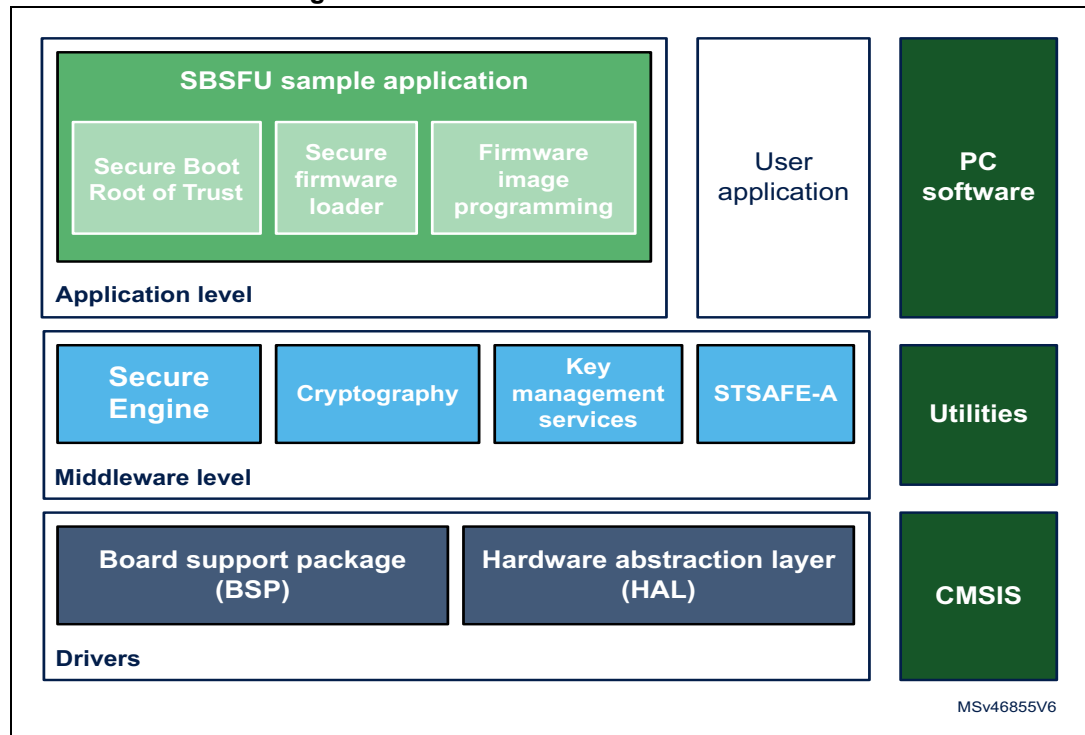 SBSFU sample application
Secure Boot
Root of Trust
Secure
firmware
loader
Firmware
image
programming
Application level
User
application
PC
software
Secure
Engine
Cryptography
Key
management
services
STSAFE-A
Middleware level
Utilities
Board support package
(BSP)
Hardware abstraction layer
(HAL)
Drivers
CMSIS
MSv46855V6